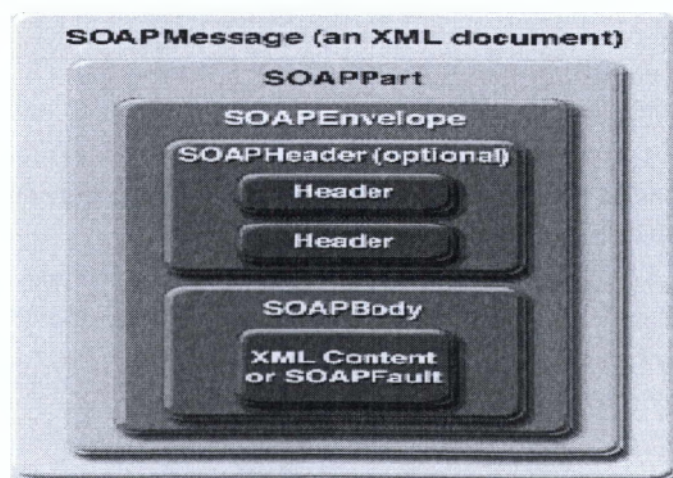 SOAPMessage (an XML document)
SOAPPart
SOAPEnvelope
SOAPHeader (optional)
Header
Header
SOAPBody
XML Content
or SOAPFault